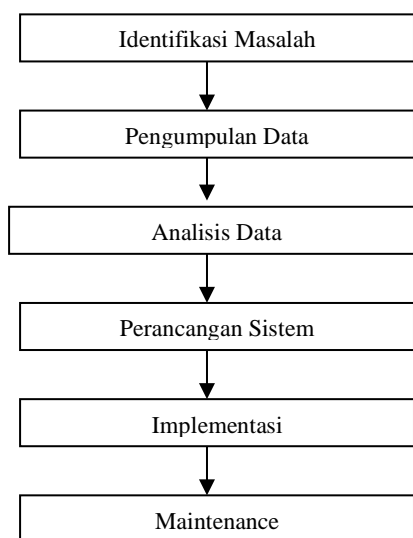 Identifikasi Masalah
Pengumpulan Data
Analisis Data
Perancangan Sistem
Implementasi
Maintenance